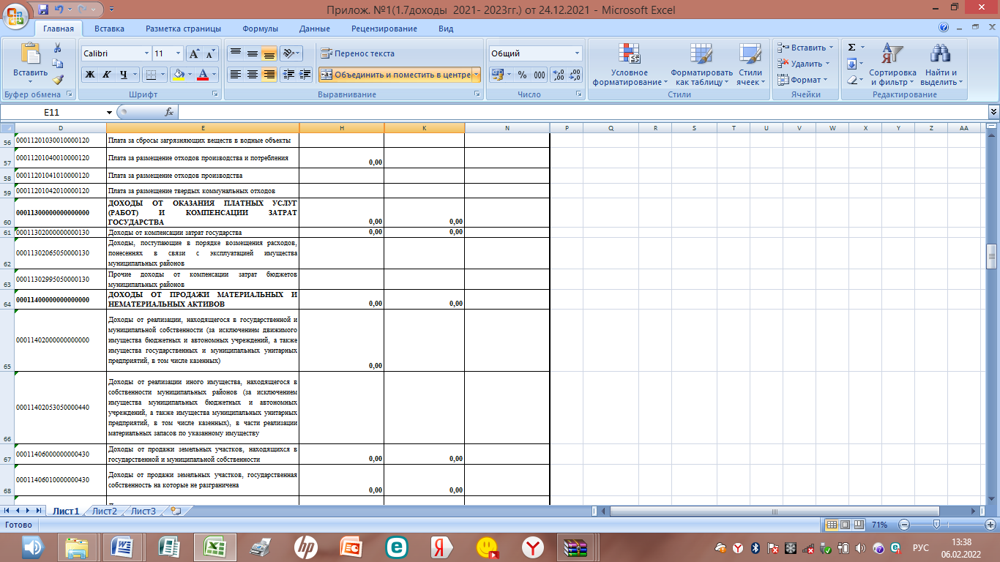 Прилож. №1(1.7доходы 2021- 2023гг.) от 24.12.2021 - Microsoft Excel
Главная Вставка Разметка страницы Формулы Данные Рецензирование Вид
Calibri 11 Перенос текста Общий
Вставить Ж К Ч А Объединить и поместить в центре % 000 Условное форматирование Форматировать как таблицу Стили ячеек Вставить Удалить Формат Σ Сортировка и фильтр Найти и выделить
Буфер обмена Шрифт Выравнивание Число Стили Ячейки Редактирование
E11 fx
D E H K N P Q R S T U V W X Y Z AA
56 00011201030010000120 Плата за сбросы загрязняющих веществ в водные объекты
57 00011201040010000120 Плата за размещение отходов производства и потребления 0,00
58 00011201041010000120 Плата за размещение отходов производства
59 00011201042010000120 Плата за размещение твердых коммунальных отходов
60 00011300000000000000 ДОХОДЫ ОТ ОКАЗАНИЯ ПЛАТНЫХ УСЛУГ
(РАБОТ) И КОМПЕНСАЦИИ ЗАТРАТ
ГОСУДАРСТВА 0,00 0,00
61 00011302000000000130 Доходы от компенсации затрат государства 0,00 0,00
62 00011302065050000130 Доходы, поступающие в порядке возмещения расходов,
понесеннях в связи с эксплуатацией имущества
муниципальных районов
63 00011302995050000130 Прочие доходы от компенсации затрат бюджетов
муниципальных районов
64 00011400000000000000 ДОХОДЫ ОТ ПРОДАЖИ МАТЕРИАЛЬНЫХ И
НЕМАТЕРИАЛЬНЫХ АКТИВОВ 0,00 0,00
65 00011402000000000000 Доходы от реализации, находящегося в государственной и
муниципальной собственности (за исключением движимого
имущества бюджетных и автономных учреждений, а также
имущества государственных и муниципальных унитарных
предприятий, в том числе казенных) 0,00
66 00011402053050000440 Доходы от реализации иного имущества, находящегося в
собственности муниципальных районов (за исключением
имущества муниципальных бюджетных и автономных
учреждений, а также имущества муниципальных унитарных
предприятий, в том числе казенных), в части реализации
материальных запасов по указанному имуществу
67 00011406000000000430 Доходы от продажи земельных участков, находящихся в
государственной и муниципальной собственности 0,00 0,00
68 00011406010000000430 Доходы от продажи земельных участков, государственная
собственность на которые не разграничена 0,00 0,00
Лист1 Лист2 Лист3
Готово 71%
РУС 13:38
06.02.2022